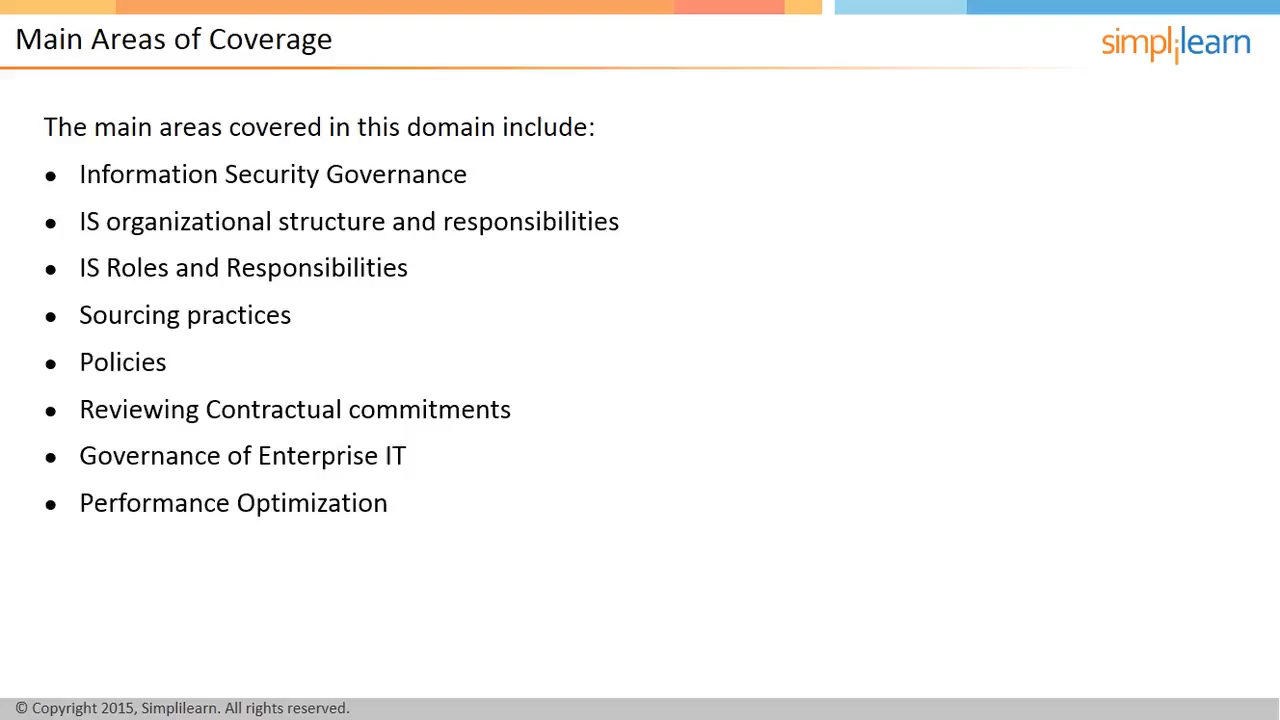 Main Areas of Coverage
simplilearn
The main areas covered in this domain include:
• Information Security Governance
• IS organizational structure and responsibilities
• IS Roles and Responsibilities
• Sourcing practices
• Policies
• Reviewing Contractual commitments
• Governance of Enterprise IT
• Performance Optimization
© Copyright 2015, Simplilearn. All rights reserved.